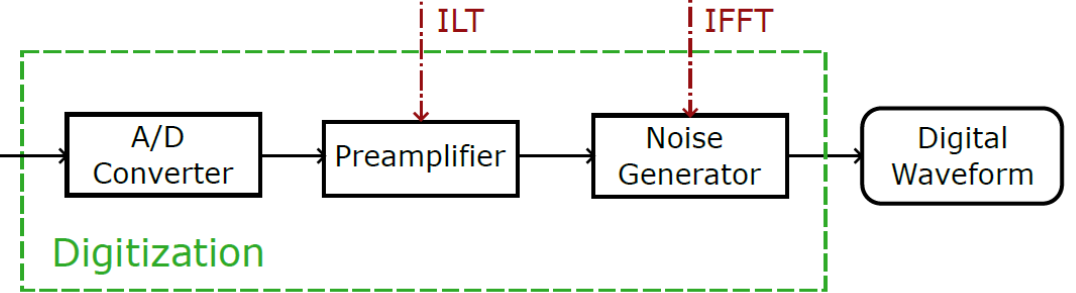 ILT
IFFT
A/D
Converter
Preamplifier
Noise
Generator
Digital
Waveform
Digitization